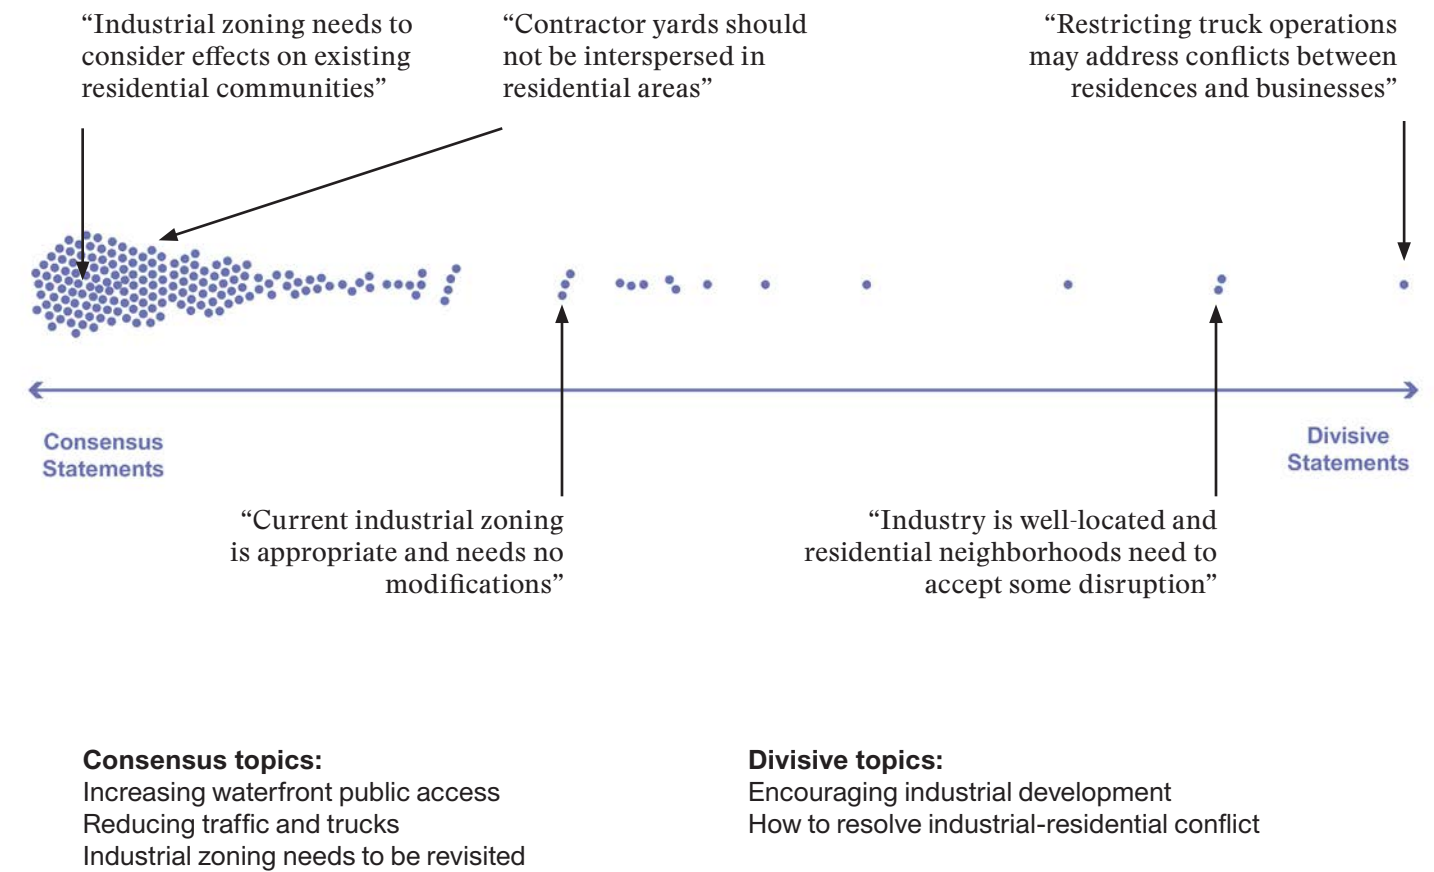 “Industrial zoning needs to
consider effects on existing
residential communities”
“Contractor yards should
not be interspersed in
residential areas”
“Restricting truck operations
may address conflicts between
residences and businesses”
Consensus
Statements
Divisive
Statements
“Current industrial zoning
is appropriate and needs no
modifications”
“Industry is well-located and
residential neighborhoods need to
accept some disruption”
Consensus topics:
Increasing waterfront public access
Reducing traffic and trucks
Industrial zoning needs to be revisited
Divisive topics:
Encouraging industrial development
How to resolve industrial-residential conflict